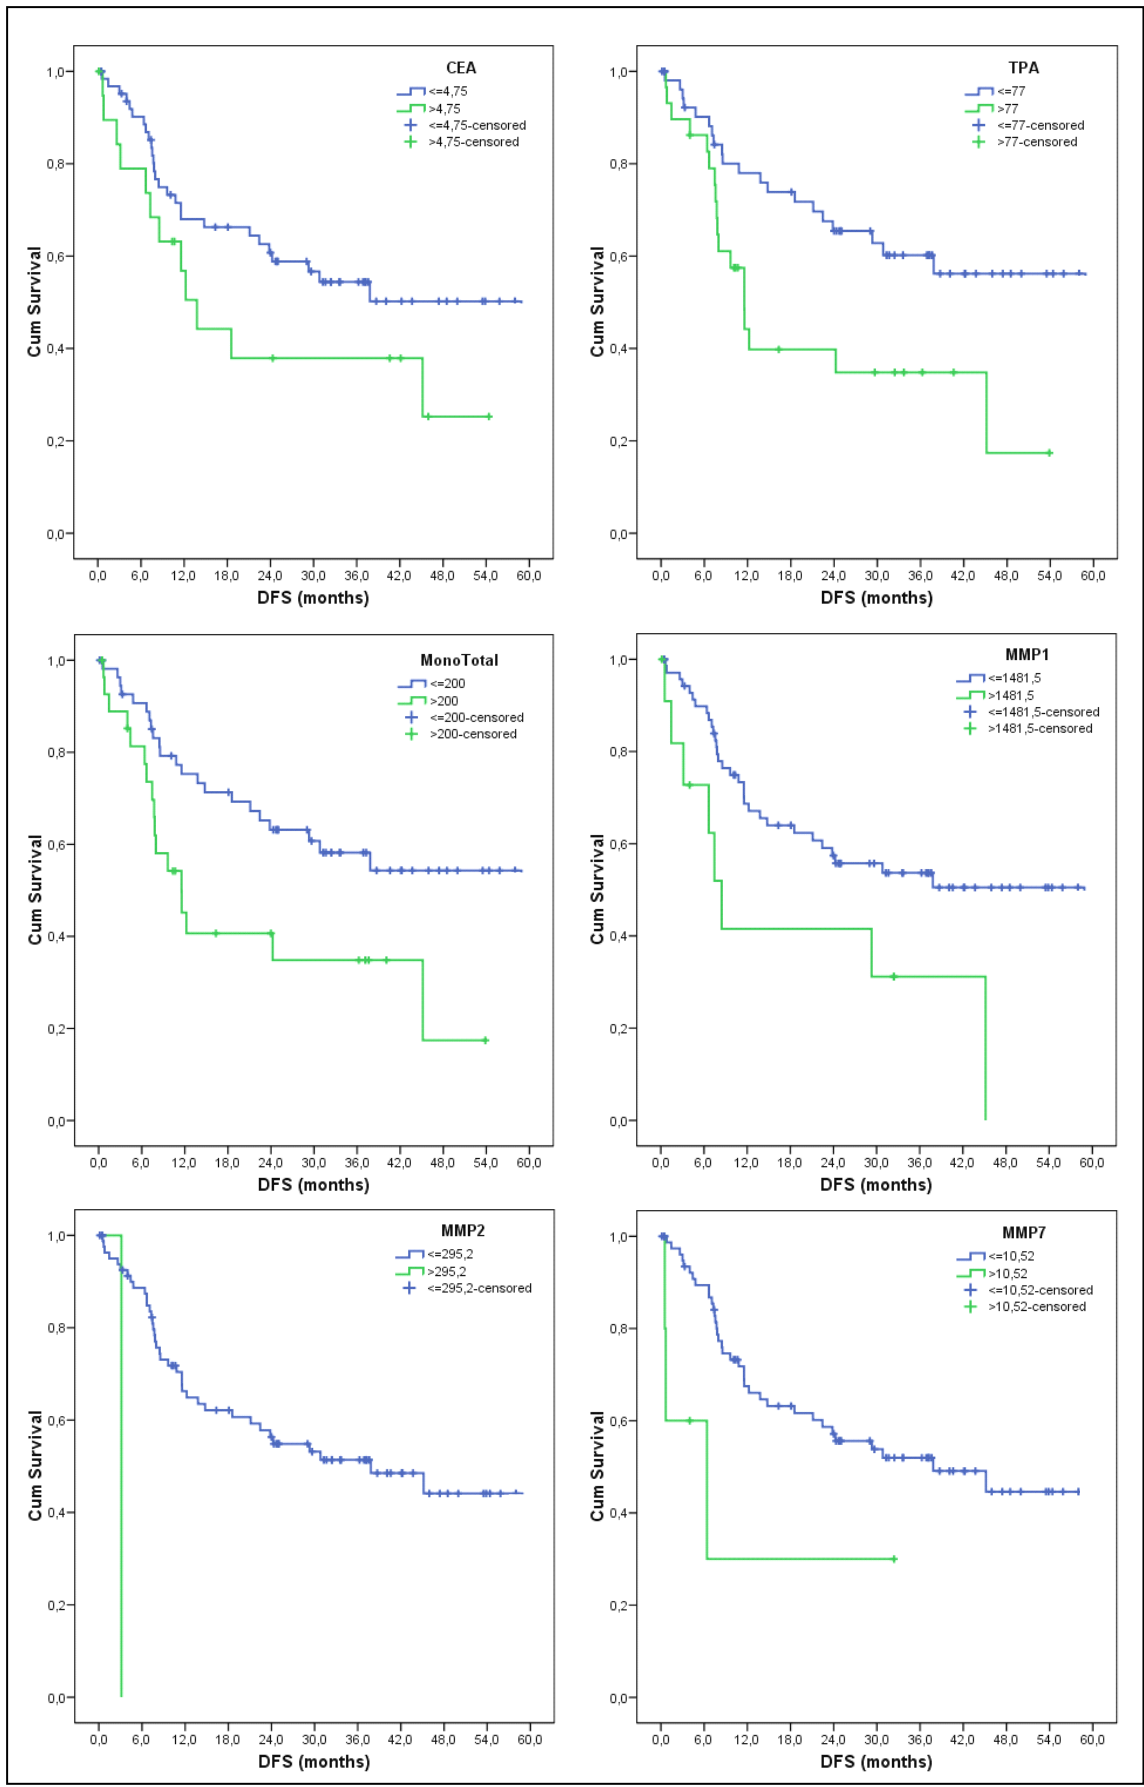 CEA
<=4,75
>4,75
<=4,75-censored
>4,75-censored
1,0
0,8
0,6
0,4
0,2
0,0
Cum Survival
0,0 6,0 12,0 18,0 24,0 30,0 36,0 42,0 48,0 54,0 60,0
DFS (months)
TPA
<=77
>77
<=77-censored
>77-censored
1,0
0,8
0,6
0,4
0,2
0,0
Cum Survival
0,0 6,0 12,0 18,0 24,0 30,0 36,0 42,0 48,0 54,0 60,0
DFS (months)
MonoTotal
<=200
>200
<=200-censored
>200-censored
1,0
0,8
0,6
0,4
0,2
0,0
Cum Survival
0,0 6,0 12,0 18,0 24,0 30,0 36,0 42,0 48,0 54,0 60,0
DFS (months)
MMP1
<=1481,5
>1481,5
<=1481,5-censored
>1481,5-censored
1,0
0,8
0,6
0,4
0,2
0,0
Cum Survival
0,0 6,0 12,0 18,0 24,0 30,0 36,0 42,0 48,0 54,0 60,0
DFS (months)
MMP2
<=295,2
>295,2
<=295,2-censored
1,0
0,8
0,6
0,4
0,2
0,0
Cum Survival
0,0 6,0 12,0 18,0 24,0 30,0 36,0 42,0 48,0 54,0 60,0
DFS (months)
MMP7
<=10,52
>10,52
<=10,52-censored
>10,52-censored
1,0
0,8
0,6
0,4
0,2
0,0
Cum Survival
0,0 6,0 12,0 18,0 24,0 30,0 36,0 42,0 48,0 54,0 60,0
DFS (months)